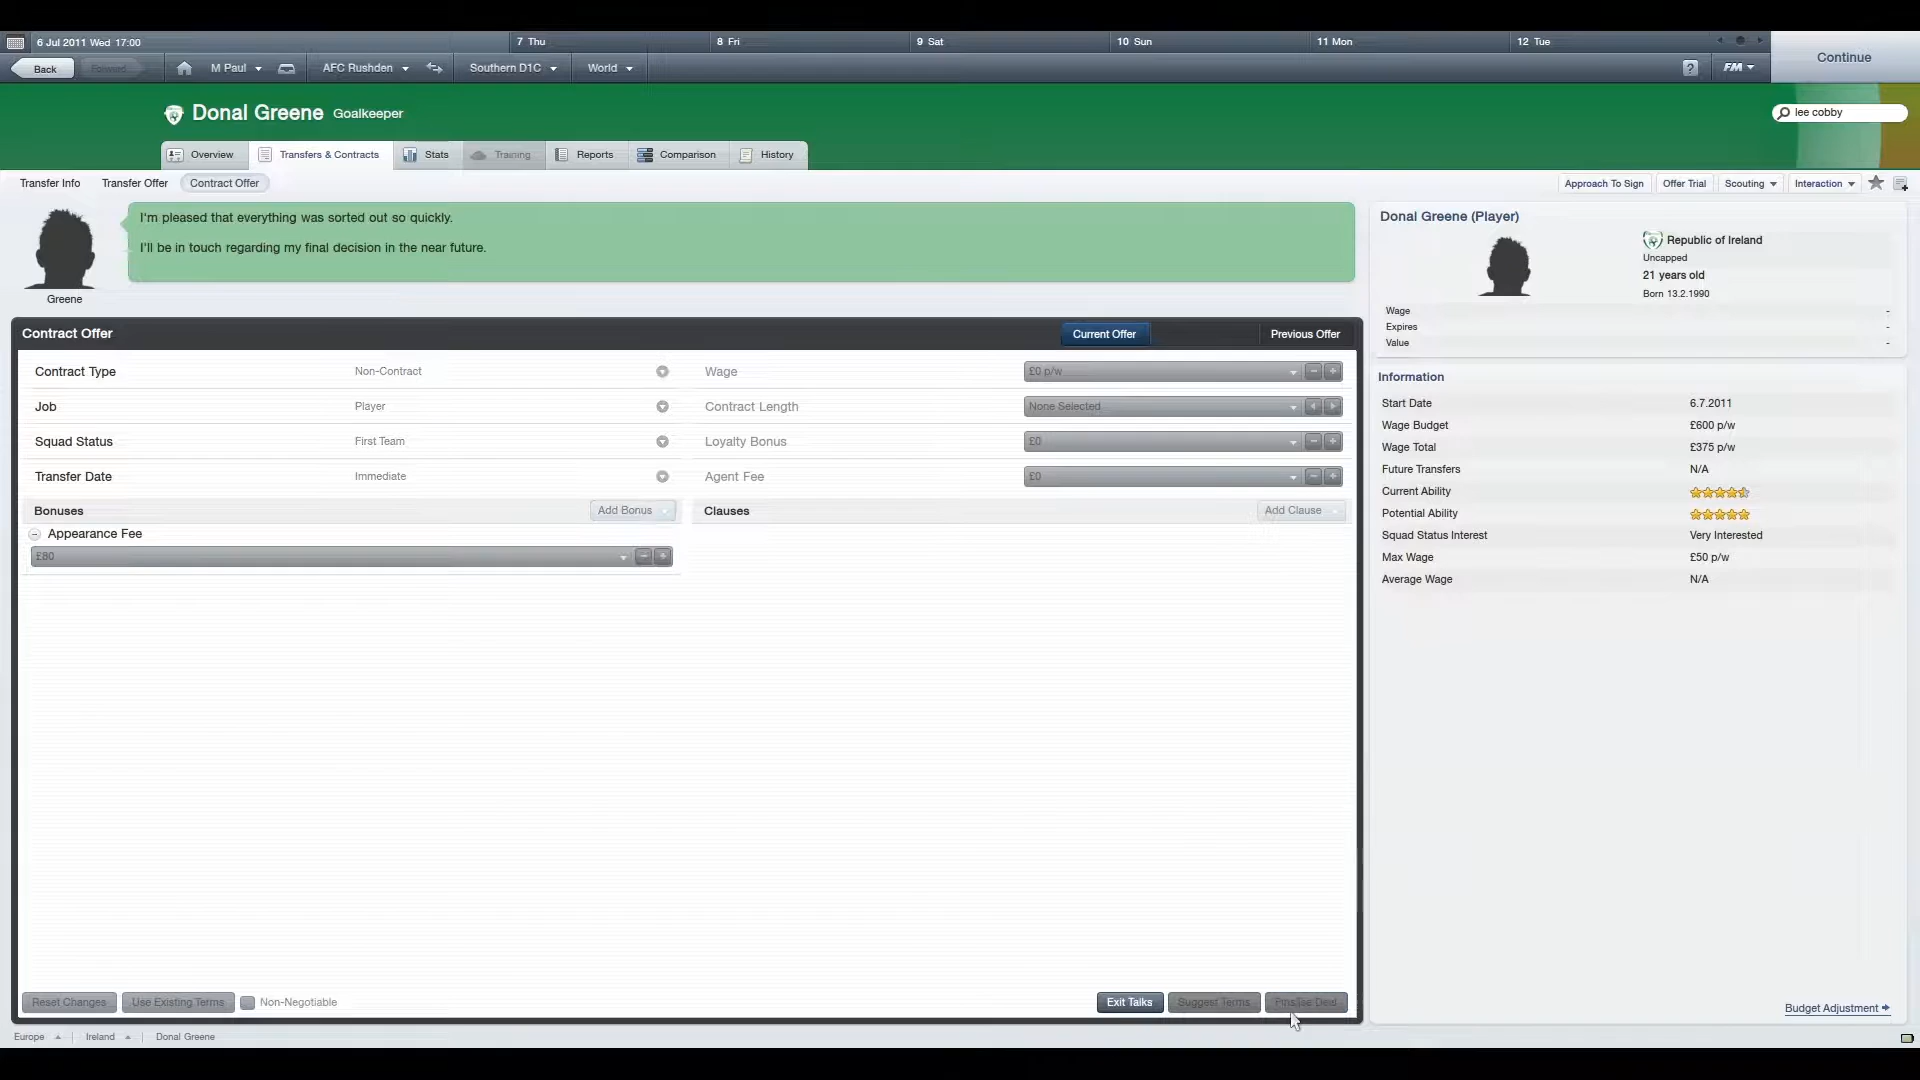 6 Jul 2011 Wed 17:00
7 Thu
8 Fri
9 Sat
10 Sun
11 Mon
12 Tue
Continue
Back
Forward
M Paul
AFC Rushden
Southern D1C
World
?
FM
Donal Greene Goalkeeper
lee cobby
Overview
Transfers & Contracts
Stats
Training
Reports
Comparison
History
Transfer Info
Transfer Offer
Contract Offer
Approach To Sign
Offer Trial
Scouting
Interaction
I'm pleased that everything was sorted out so quickly.
I'll be in touch regarding my final decision in the near future.
Greene
Donal Greene (Player)
Republic of Ireland
Uncapped
21 years old
Born 13.2.1990
Wage -
Expires -
Value -
Contract Offer
Current Offer
Previous Offer
Contract Type Non-Contract
Wage £0 p/w
Job Player
Contract Length None Selected
Squad Status First Team
Loyalty Bonus £0
Transfer Date Immediate
Agent Fee £0
Bonuses
Add Bonus
Clauses
Add Clause
Appearance Fee
£80
Information
Start Date 6.7.2011
Wage Budget £600 p/w
Wage Total £375 p/w
Future Transfers N/A
Current Ability
Potential Ability
Squad Status Interest Very Interested
Max Wage £50 p/w
Average Wage N/A
Reset Changes
Use Existing Terms
Non-Negotiable
Exit Talks
Suggest Terms
Finalise Deal
Budget Adjustment
Europe
Ireland
Donal Greene